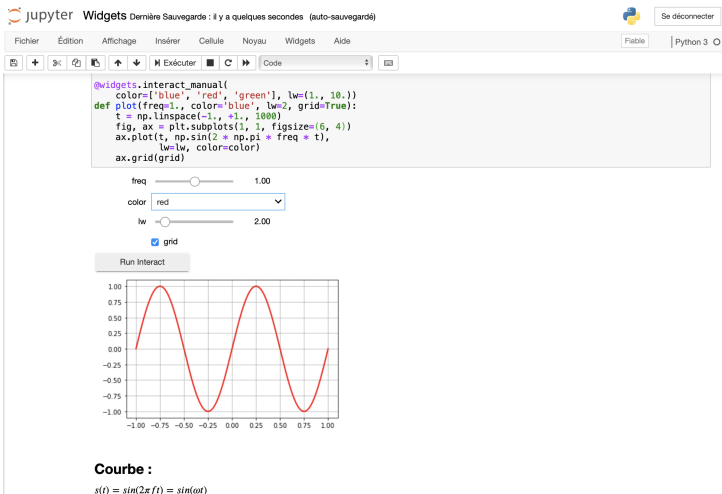 jupyter Widgets Dernière Sauvegarde : il y a quelques secondes (auto-sauvegardé) Se déconnecter
Fichier Édition Affichage Insérer Cellule Noyau Widgets Aide Fiable Python 3
Exécuter Code
@widgets.interact_manual(
    color=['blue', 'red', 'green'], lw=(1., 10.))
def plot(freq=1., color='blue', lw=2, grid=True):
    t = np.linspace(-1., +1., 1000)
    fig, ax = plt.subplots(1, 1, figsize=(6, 4))
    ax.plot(t, np.sin(2 * np.pi * freq * t),
            lw=lw, color=color)
    ax.grid(grid)
freq 1.00
color red
lw 2.00
grid
Run Interact
1.00
0.75
0.50
0.25
0.00
−0.25
−0.50
−0.75
−1.00
−1.00 −0.75 −0.50 −0.25 0.00 0.25 0.50 0.75 1.00
Courbe :
s(t) = sin(2πft) = sin(ωt)